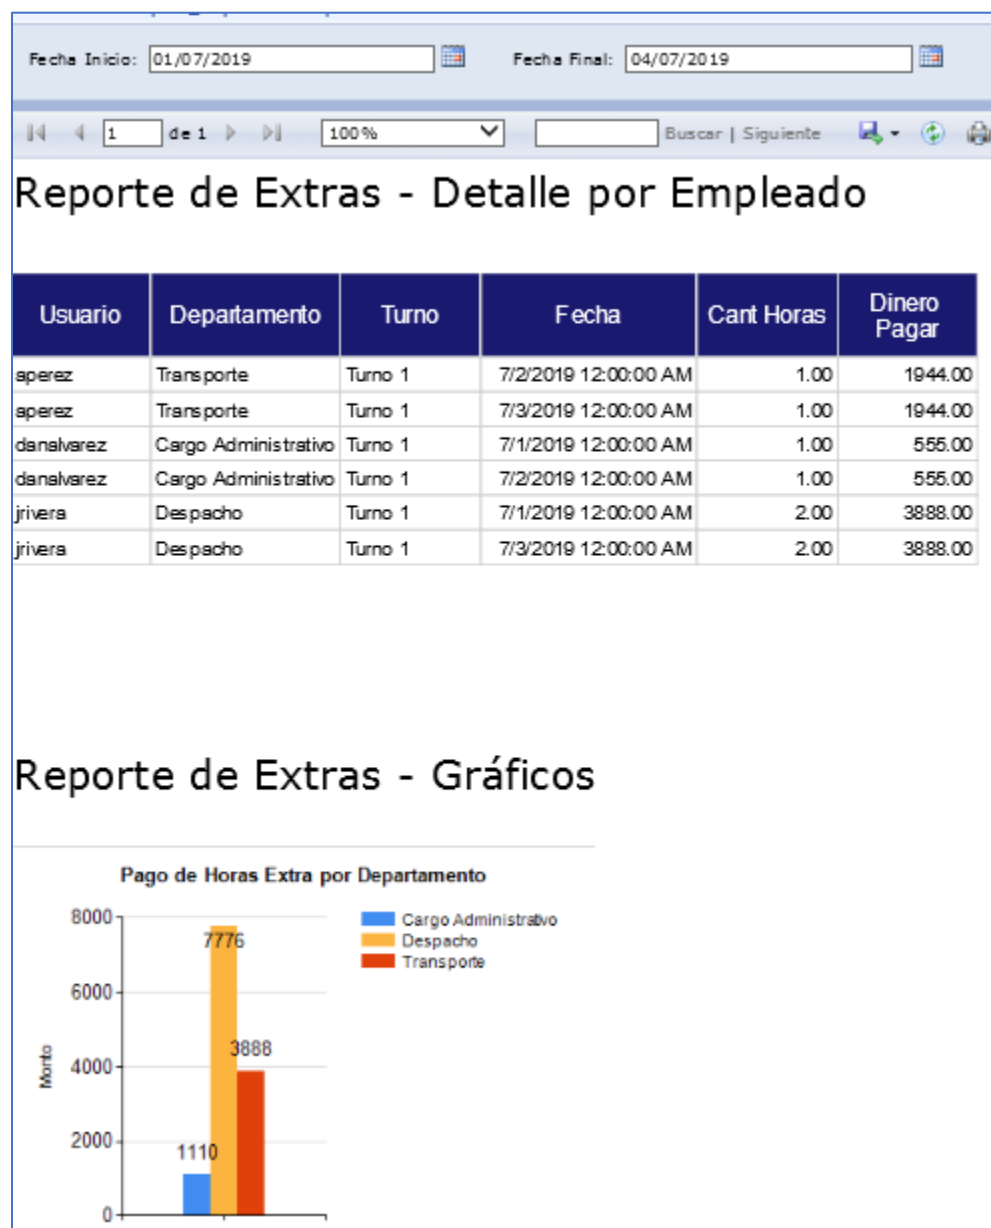 Fecha Inicio: 01/07/2019 Fecha Final: 04/07/2019
1 de 1 100% Buscar | Siguiente
Reporte de Extras - Detalle por Empleado
Usuario Departamento Turno Fecha Cant Horas Dinero Pagar
aperez Transporte Turno 1 7/2/2019 12:00:00 AM 1.00 1944.00
aperez Transporte Turno 1 7/3/2019 12:00:00 AM 1.00 1944.00
danalvarez Cargo Administrativo Turno 1 7/1/2019 12:00:00 AM 1.00 555.00
danalvarez Cargo Administrativo Turno 1 7/2/2019 12:00:00 AM 1.00 555.00
jrivera Despacho Turno 1 7/1/2019 12:00:00 AM 2.00 3888.00
jrivera Despacho Turno 1 7/3/2019 12:00:00 AM 2.00 3888.00
Reporte de Extras - Gráficos
Pago de Horas Extra por Departamento
8000
7776
Cargo Administrativo
Despacho
Transporte
6000
3888
4000
Monto
2000
1110
0